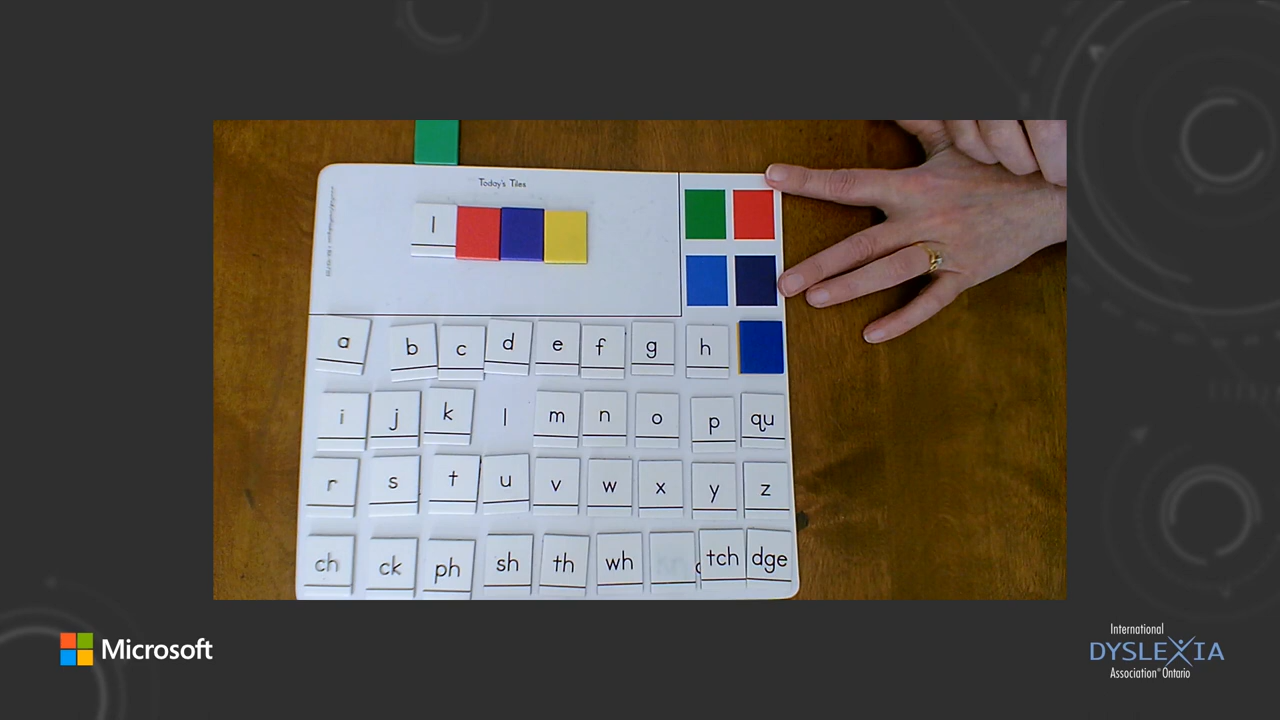 Today's Tiles
l
a b c d e f g h
i j k l m n o p qu
r s t u v w x y z
ch ck ph sh th wh tch dge
Microsoft
International
DYSLEXIA
Association Ontario